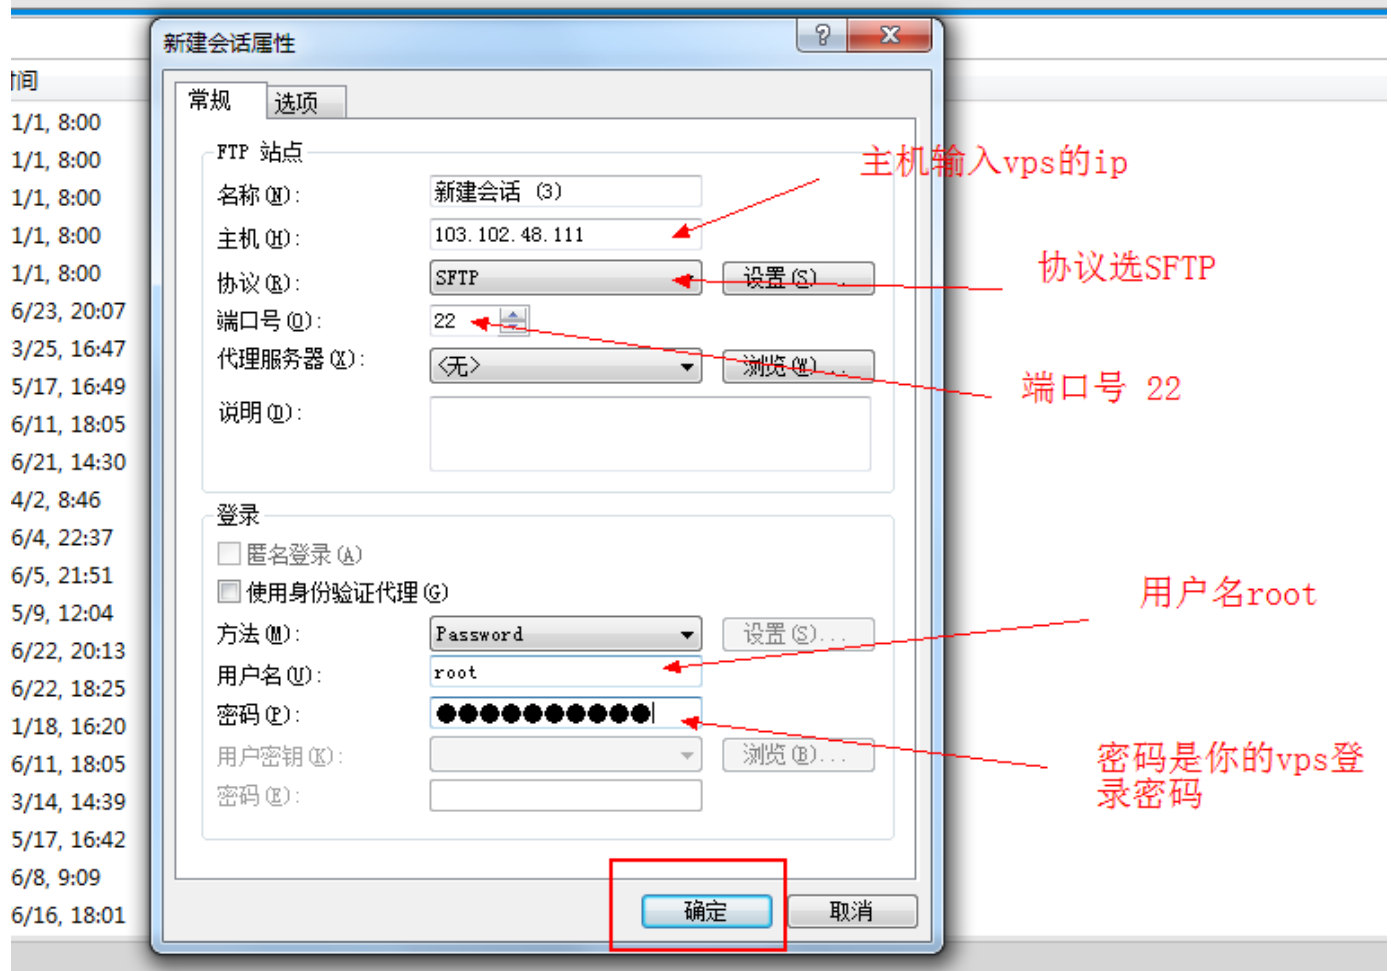 新建会话属性
时间
常规
选项
1/1, 8:00
1/1, 8:00
1/1, 8:00
1/1, 8:00
1/1, 8:00
6/23, 20:07
3/25, 16:47
5/17, 16:49
6/11, 18:05
6/21, 14:30
4/2, 8:46
6/4, 22:37
6/5, 21:51
5/9, 12:04
6/22, 20:13
6/22, 18:25
1/18, 16:20
6/11, 18:05
3/14, 14:39
5/17, 16:42
6/8, 9:09
6/16, 18:01
FTP 站点
名称(N): 新建会话 (3)
主机(H): 103.102.48.111
协议(R): SFTP 设置(S)...
端口号(O): 22
代理服务器(X): <无> 浏览(W)...
说明(D):
登录
匿名登录(A)
使用身份验证代理(G)
方法(M): Password 设置(S)...
用户名(U): root
密码(P): ●●●●●●●●●●
用户密钥(K): 浏览(B)...
密码(E):
确定 取消
主机输入vps的ip
协议选SFTP
端口号 22
用户名root
密码是你的vps登
录密码